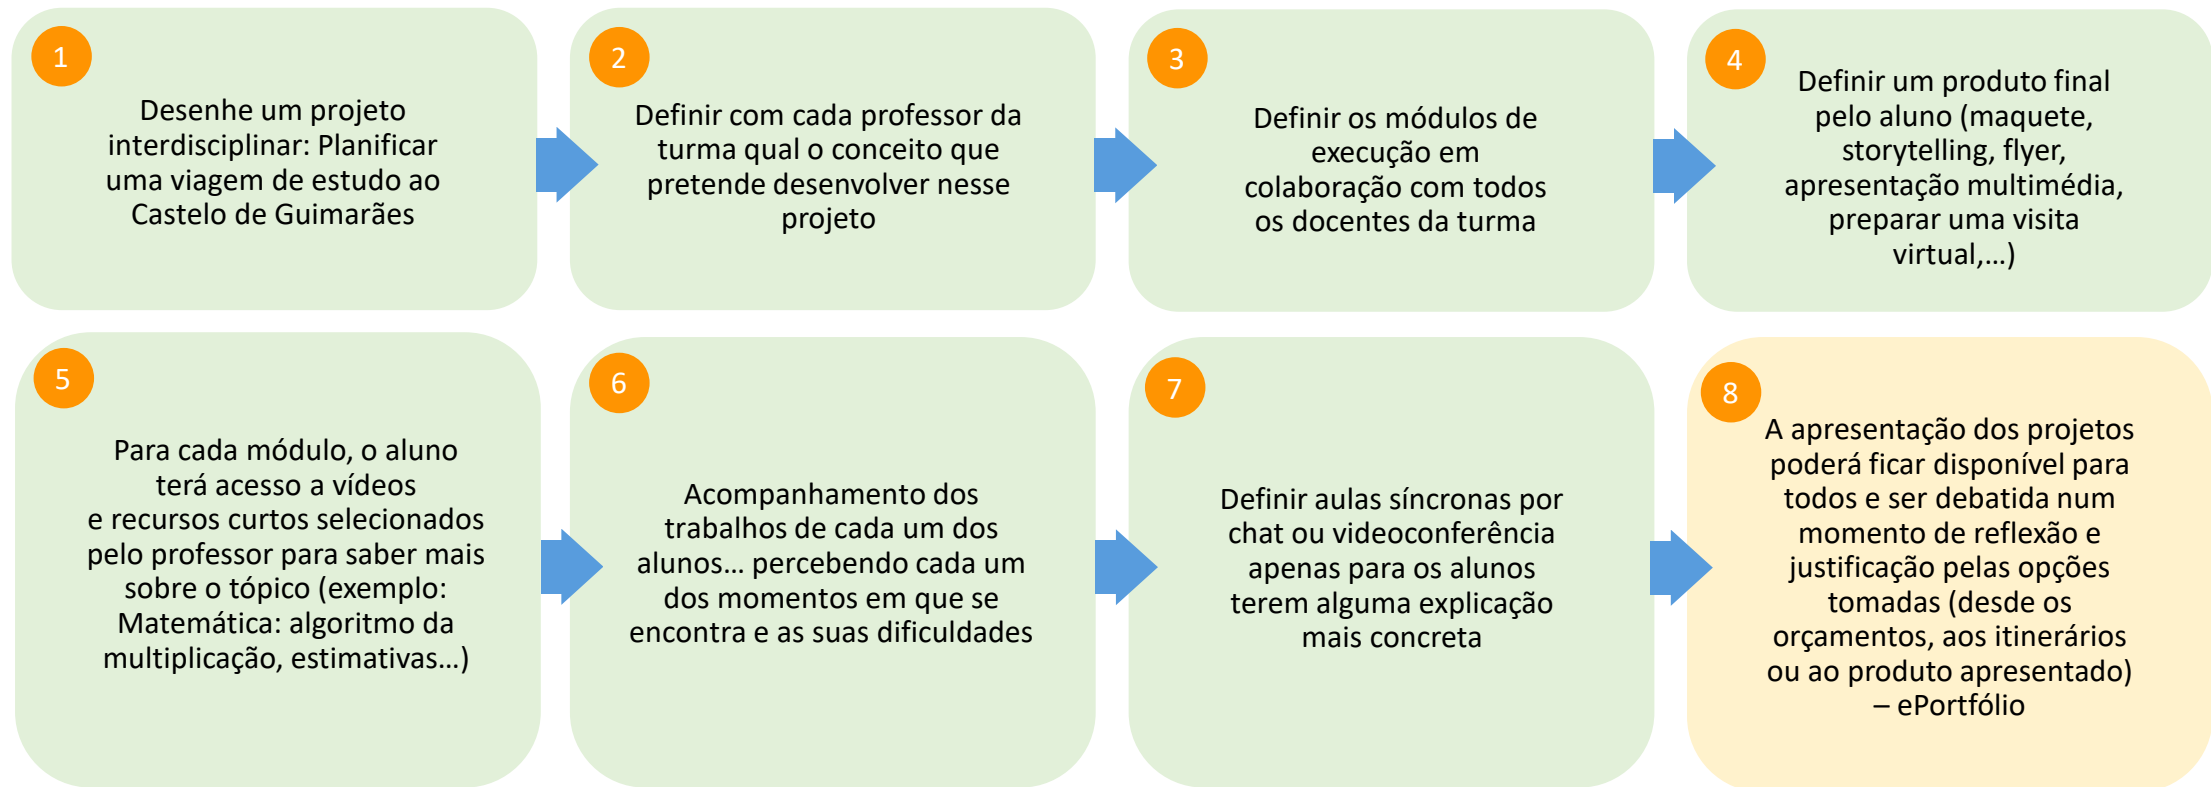 1
Desenhe um projeto
interdisciplinar: Planificar
uma viagem de estudo ao
Castelo de Guimarães
2
Definir com cada professor da
turma qual o conceito que
pretende desenvolver nesse
projeto
3
Definir os módulos de
execução em
colaboração com todos
os docentes da turma
4
Definir um produto final
pelo aluno (maquete,
storytelling, flyer,
apresentação multimédia,
preparar uma visita
virtual,…)
5
Para cada módulo, o aluno
terá acesso a vídeos
e recursos curtos selecionados
pelo professor para saber mais
sobre o tópico (exemplo:
Matemática: algoritmo da
multiplicação, estimativas…)
6
Acompanhamento dos
trabalhos de cada um dos
alunos… percebendo cada um
dos momentos em que se
encontra e as suas dificuldades
7
Definir aulas síncronas por
chat ou videoconferência
apenas para os alunos
terem alguma explicação
mais concreta
8
A apresentação dos projetos
poderá ficar disponível para
todos e ser debatida num
momento de reflexão e
justificação pelas opções
tomadas (desde os
orçamentos, aos itinerários
ou ao produto apresentado)
– ePortfólio